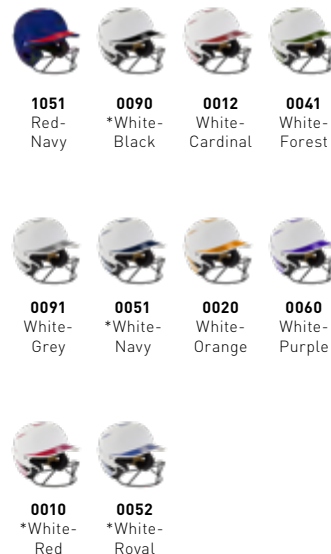 1051 0090 0012 0041
Red- *White- White- White-
Navy Black Cardinal Forest
0091 0051 0020 0060
White- *White- White- White-
Grey Navy Orange Purple
0010 0052
*White- *White-
Red Royal